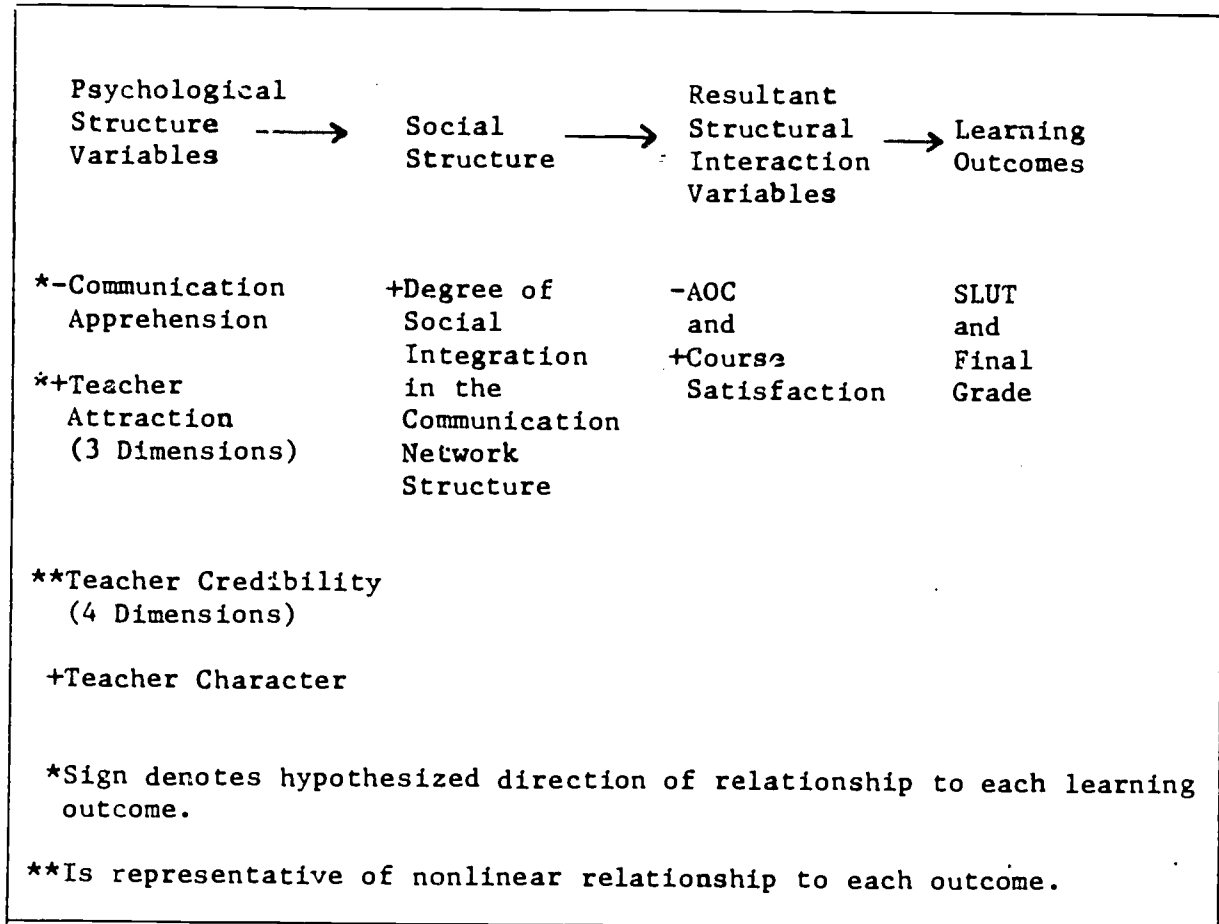 Psychological
Structure
Variables
Social
Structure
Resultant
Structural
Interaction
Variables
Learning
Outcomes
*-Communication
Apprehension
*+Teacher
Attraction
(3 Dimensions)
+Degree of
Social
Integration
in the
Communication
Network
Structure
-AOC
and
+Course
Satisfaction
SLUT
and
Final
Grade
**Teacher Credibility
(4 Dimensions)
+Teacher Character
*Sign denotes hypothesized direction of relationship to each learning
outcome.
**Is representative of nonlinear relationship to each outcome.